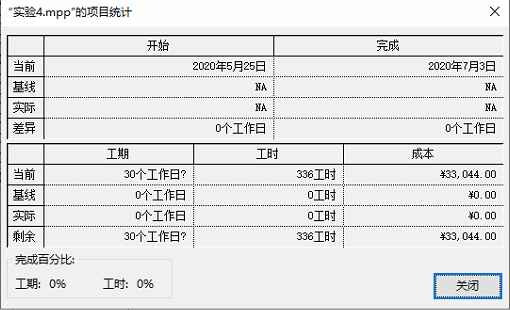 “实验4.mpp”的项目统计
开始 完成
当前 2020年5月25日 2020年7月3日
基线 NA NA
实际 NA NA
差异 0个工作日 0个工作日
工期 工时 成本
当前 30个工作日? 336工时 ¥33,044.00
基线 0个工作日 0工时 ¥0.00
实际 0个工作日 0工时 ¥0.00
剩余 30个工作日? 336工时 ¥33,044.00
完成百分比:
工期: 0% 工时: 0% 关闭